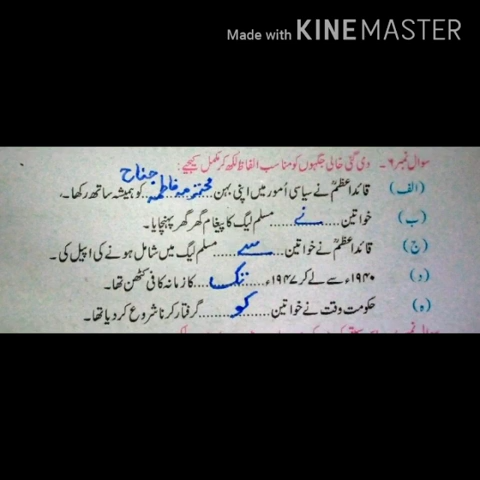 Made with KINEMASTER
سوال نمبر ۶۔ دی گئی خالی جگہوں کو مناسب الفاظ لکھ کر مکمل کیجیے:
(الف) قائداعظمؒ نے سیاسی اُمور میں اپنی بہن محترمہ فاطمہ جناح کو ہمیشہ ساتھ رکھا۔
(ب) خواتین نے مسلم لیگ کا پیغام گھر گھر پہنچایا۔
(ج) قائداعظمؒ نے خواتین سے مسلم لیگ میں شامل ہونے کی اپیل کی۔
(د) ۱۹۴۰ء سے لے کر ۱۹۴۷ء تک کا زمانہ کافی کٹھن تھا۔
(ہ) حکومت وقت نے خواتین کو گرفتار کرنا شروع کر دیا تھا۔